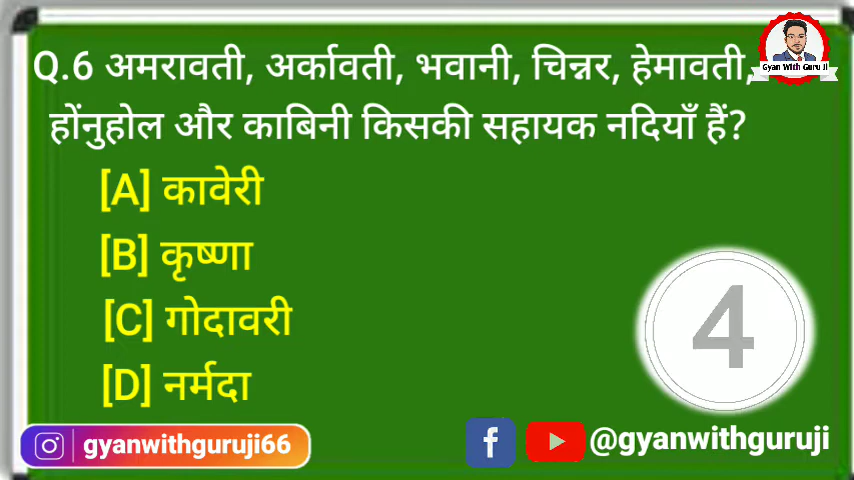 Q.6 अमरावती, अर्कावती, भवानी, चिन्नर, हेमावती,
होंनुहोल और काबिनी किसकी सहायक नदियाँ हैं?
[A] कावेरी
[B] कृष्णा
[C] गोदावरी
[D] नर्मदा
4
Gyan With Guru Ji
gyanwithguruji66
@gyanwithguruji